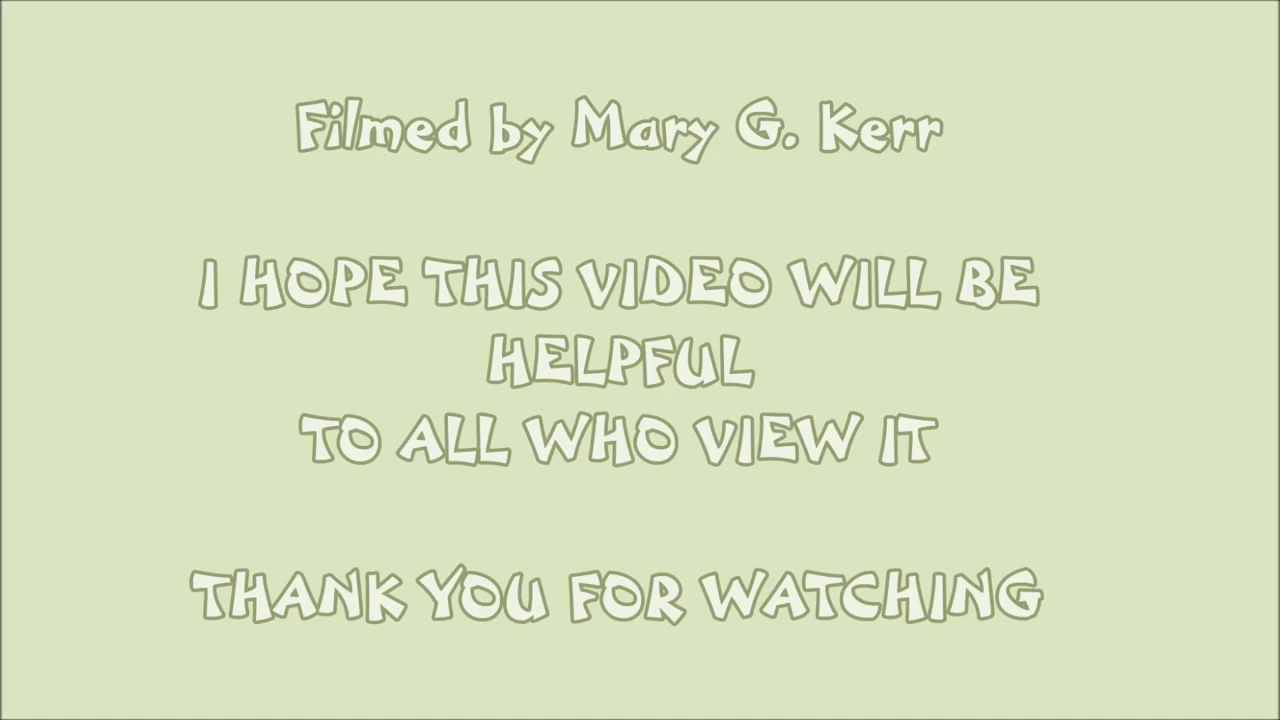 Filmed by Mary G. Kerr
I HOPE THIS VIDEO WILL BE
HELPFUL
TO ALL WHO VIEW IT
THANK YOU FOR WATCHING